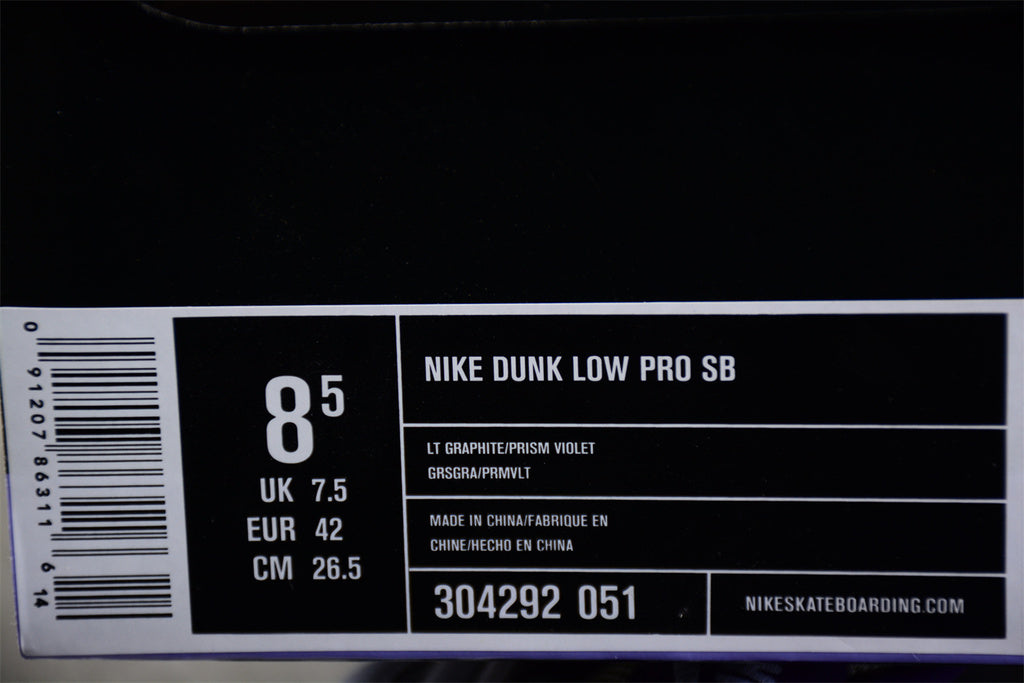 0 91207 86311 6 14
8 5
UK 7.5
EUR 42
CM 26.5
NIKE DUNK LOW PRO SB
LT GRAPHITE/PRISM VIOLET
GRSGRA/PRMVLT
MADE IN CHINA/FABRIQUE EN
CHINE/HECHO EN CHINA
304292 051
NIKESKATEBOARDING.COM